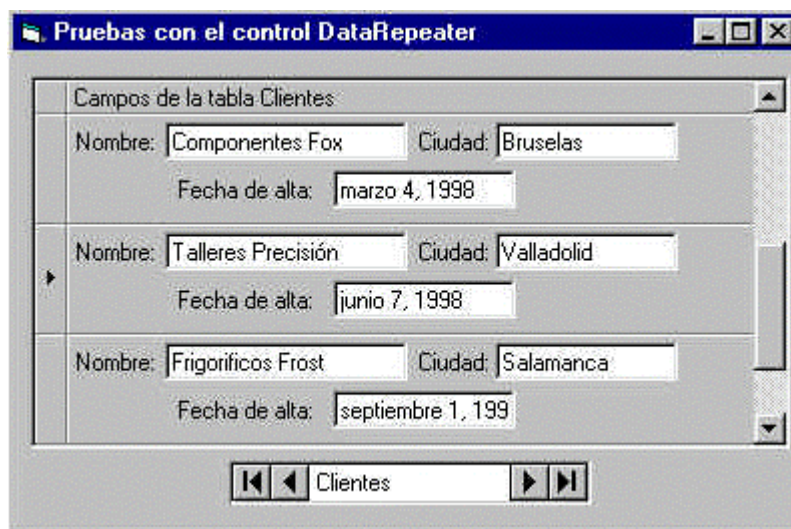 Pruebas con el control DataRepeater
Campos de la tabla Clientes
Nombre: Componentes Fox Ciudad: Bruselas
Fecha de alta: marzo 4, 1998
Nombre: Talleres Precisión Ciudad: Valladolid
Fecha de alta: junio 7, 1998
Nombre: Frigoríficos Frost Ciudad: Salamanca
Fecha de alta: septiembre 1, 199
Clientes